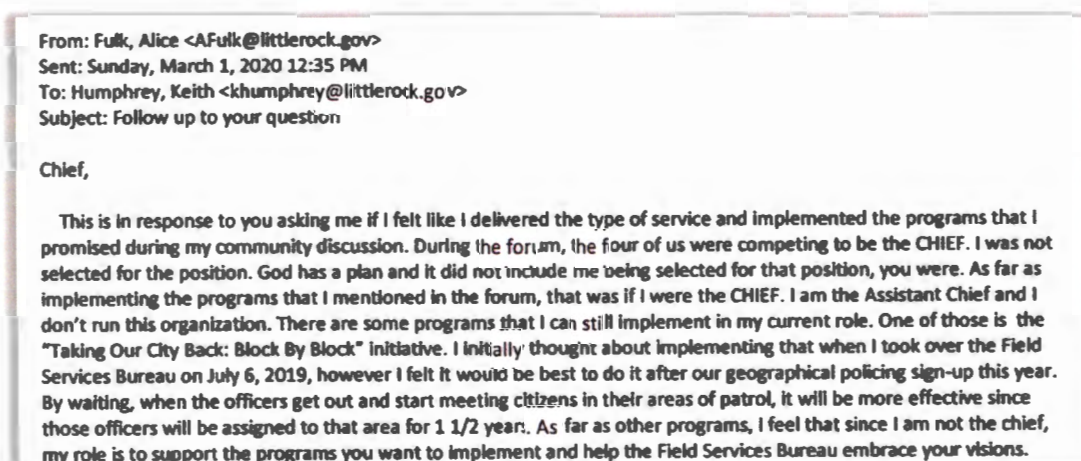 From: Fulk, Alice <AFulk@littlerock.gov>
Sent: Sunday, March 1, 2020 12:35 PM
To: Humphrey, Keith <khumphrey@littlerock.gov>
Subject: Follow up to your question
Chief,
This is in response to you asking me if I felt like I delivered the type of service and implemented the programs that I
promised during my community discussion. During the forum, the four of us were competing to be the CHIEF. I was not
selected for the position. God has a plan and it did not include me being selected for that position, you were. As far as
implementing the programs that I mentioned in the forum, that was if I were the CHIEF. I am the Assistant Chief and I
don't run this organization. There are some programs that I can still implement in my current role. One of those is the
"Taking Our City Back: Block By Block" initiative. I initially thought about implementing that when I took over the Field
Services Bureau on July 6, 2019, however I felt it would be best to do it after our geographical policing sign-up this year.
By waiting, when the officers get out and start meeting citizens in their areas of patrol, it will be more effective since
those officers will be assigned to that area for 1 1/2 year. As far as other programs, I feel that since I am not the chief,
my role is to support the programs you want to implement and help the Field Services Bureau embrace your visions.